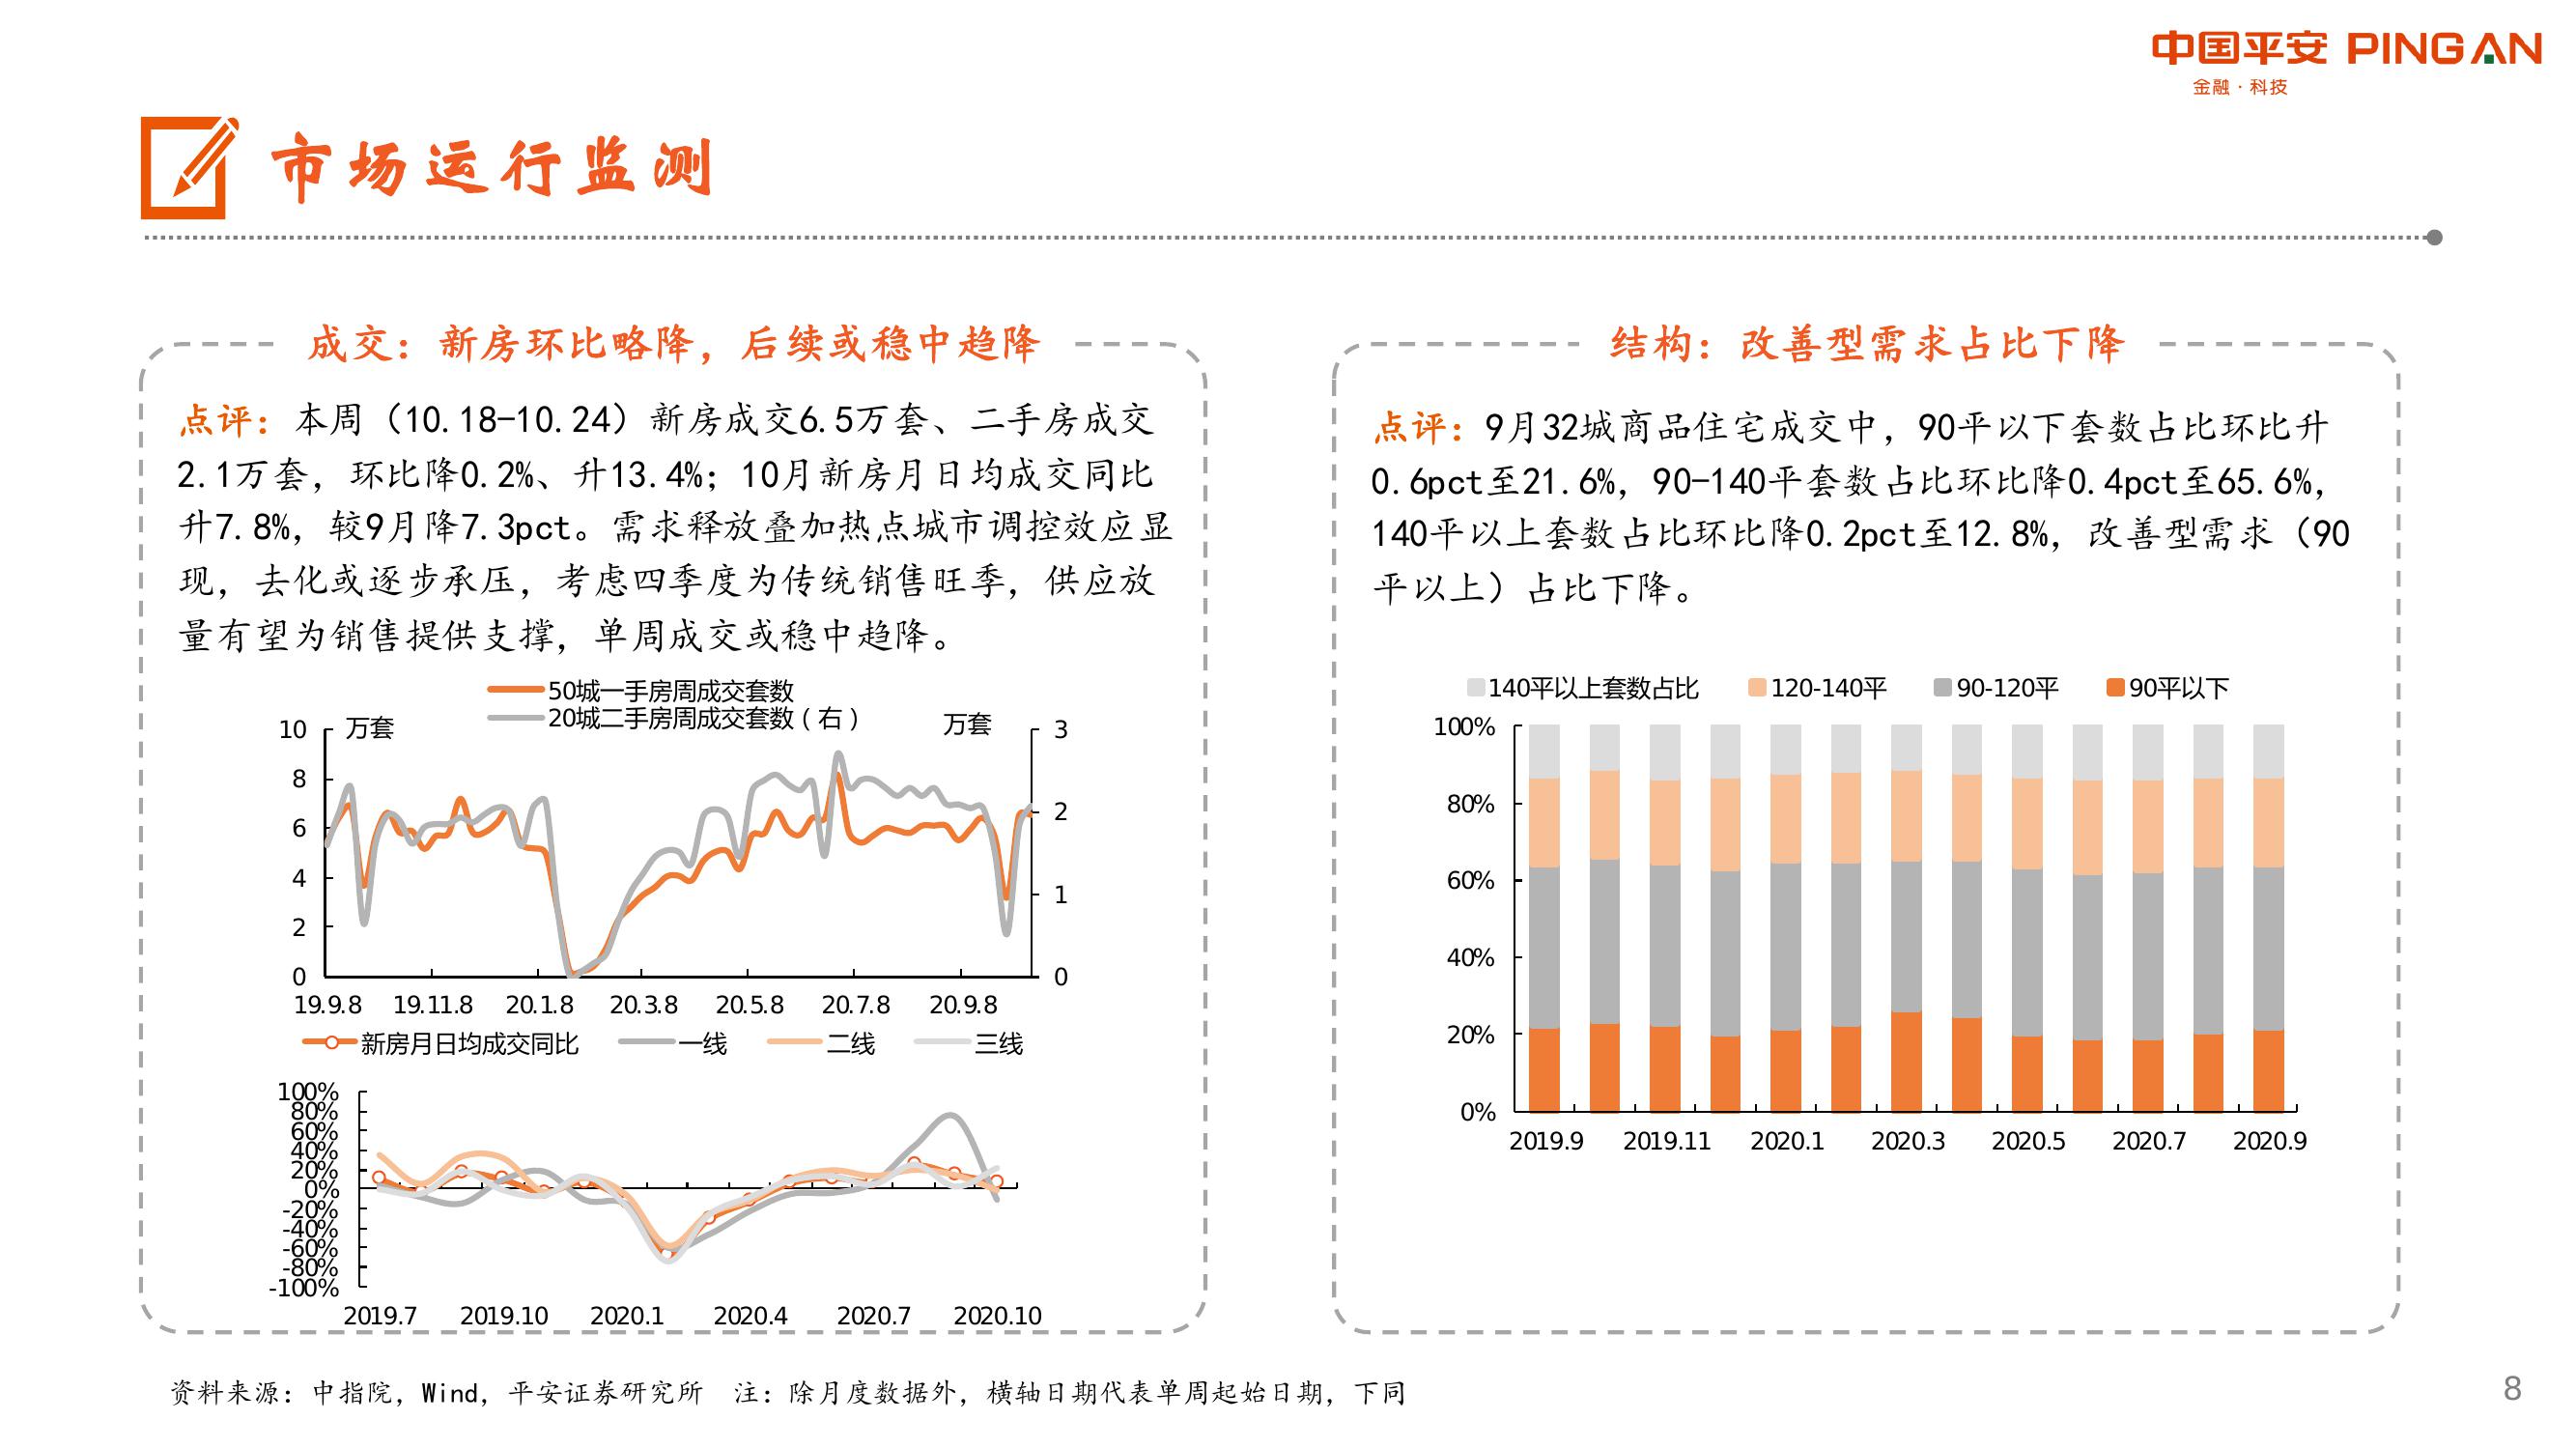 中国平安 PINGAN
金融·科技
市场运行监测
成交：新房环比略降，后续或稳中趋降
点评：本周（10.18-10.24）新房成交6.5万套、二手房成交
2.1万套，环比降0.2%、升13.4%；10月新房月日均成交同比
升7.8%，较9月降7.3pct。需求释放叠加热点城市调控效应显
现，去化或逐步承压，考虑四季度为传统销售旺季，供应放
量有望为销售提供支撑，单周成交或稳中趋降。
50城一手房周成交套数
20城二手房周成交套数（右）
万套
万套
10
8
6
4
2
0
3
2
1
0
19.9.8 19.11.8 20.1.8 20.3.8 20.5.8 20.7.8 20.9.8
新房月日均成交同比 一线 二线 三线
100%
80%
60%
40%
20%
0%
-20%
-40%
-60%
-80%
-100%
2019.7 2019.10 2020.1 2020.4 2020.7 2020.10
结构：改善型需求占比下降
点评：9月32城商品住宅成交中，90平以下套数占比环比升
0.6pct至21.6%，90-140平套数占比环比降0.4pct至65.6%，
140平以上套数占比环比降0.2pct至12.8%，改善型需求（90
平以上）占比下降。
140平以上套数占比 120-140平 90-120平 90平以下
100%
80%
60%
40%
20%
0%
2019.9 2019.11 2020.1 2020.3 2020.5 2020.7 2020.9
资料来源：中指院，Wind，平安证券研究所 注：除月度数据外，横轴日期代表单周起始日期，下同
8